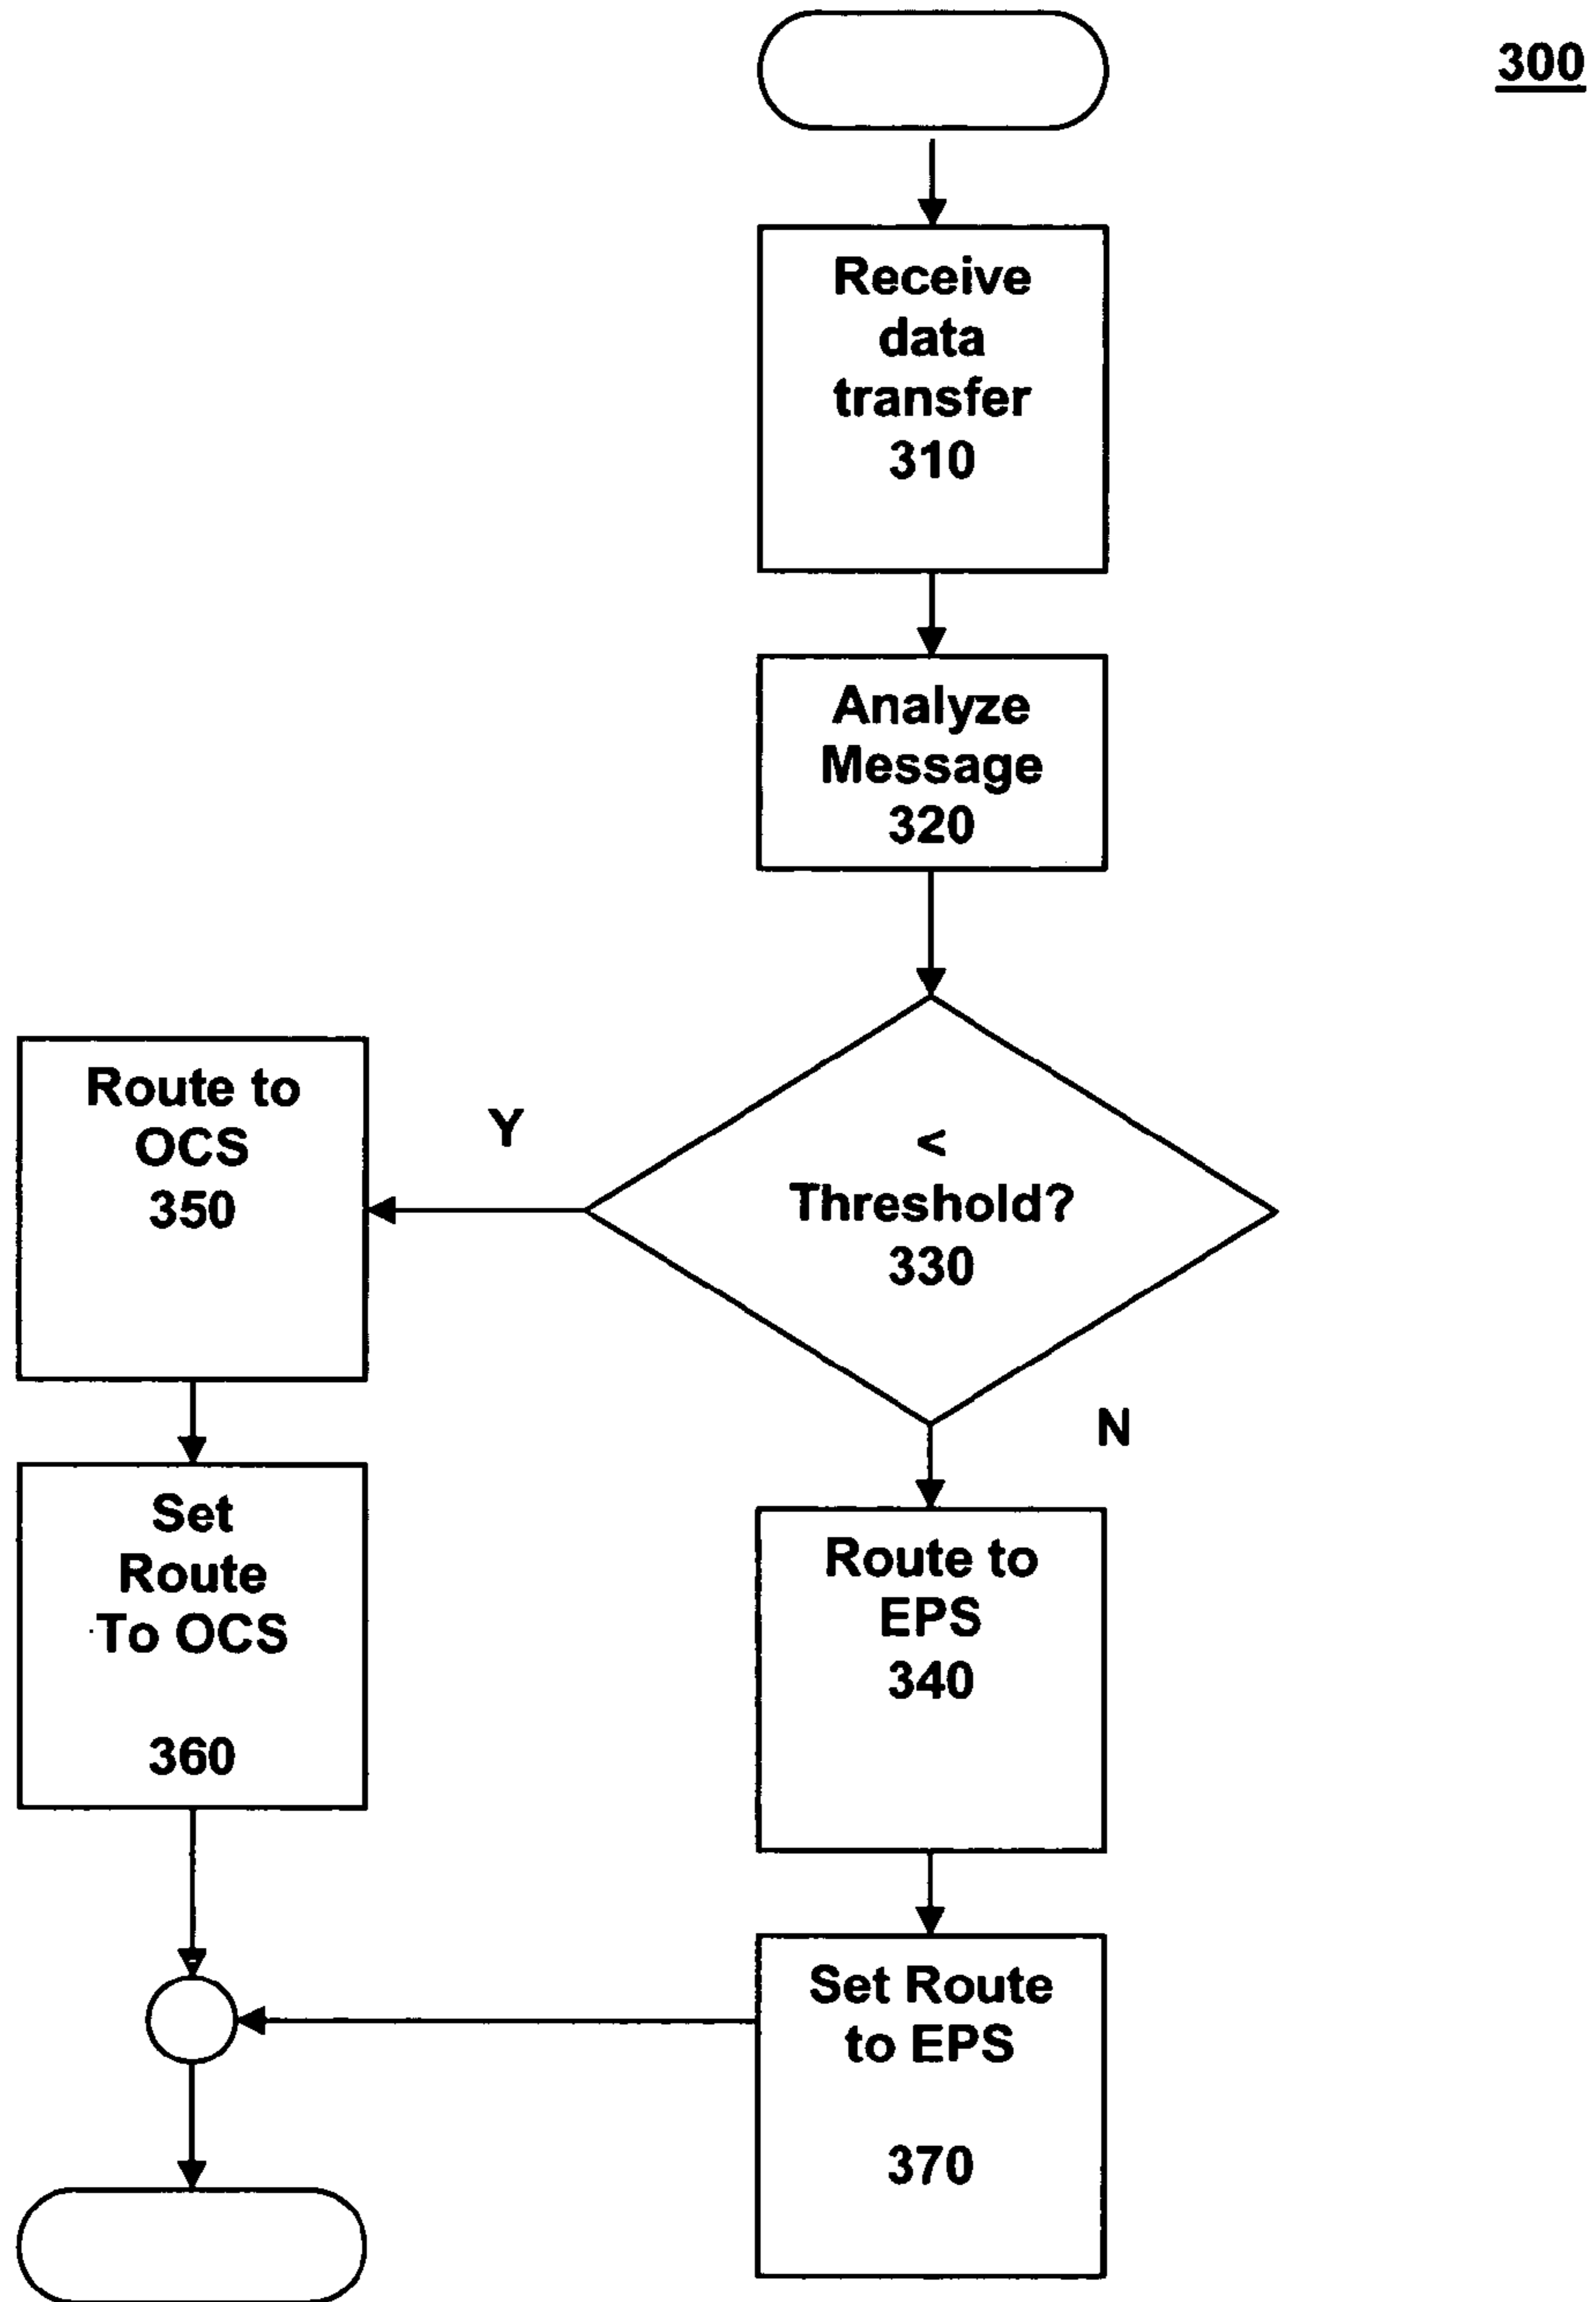 300
Receive
data
transfer
310
Analyze
Message
320
<
Threshold?
330
Y
N
Route to
OCS
350
Set
Route
To OCS
360
Route to
EPS
340
Set Route
to EPS
370